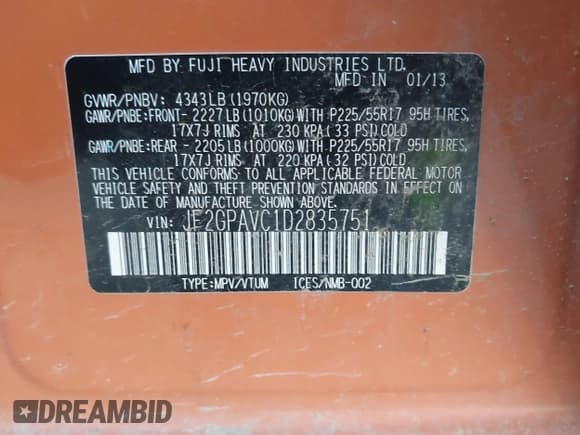 MFD BY FUJI HEAVY INDUSTRIES LTD.
MFD IN 01/13
GVWR/PNBV: 4343LB(1970KG)
GAWR/PNBE:FRONT- 2227LB(1010KG)WITH P225/55R17 95H TIRES,
17X7J RIMS AT 230 KPA(33 PSI)COLD
GAWR/PNBE:REAR - 2205LB(1000KG)WITH P225/55R17 95H TIRES,
17X7J RIMS AT 220 KPA(32 PSI)COLD
THIS VEHICLE CONFORMS TO ALL APPLICABLE FEDERAL MOTOR
VEHICLE SAFETY AND THEFT PREVENTION STANDARDS IN EFFECT ON
THE DATE OF MANUFACTURE SHOWN ABOVE.
VIN: JF2GPAVC1D2835751
TYPE:MPV/VTUM ICES/NMB-002
DREAMBID